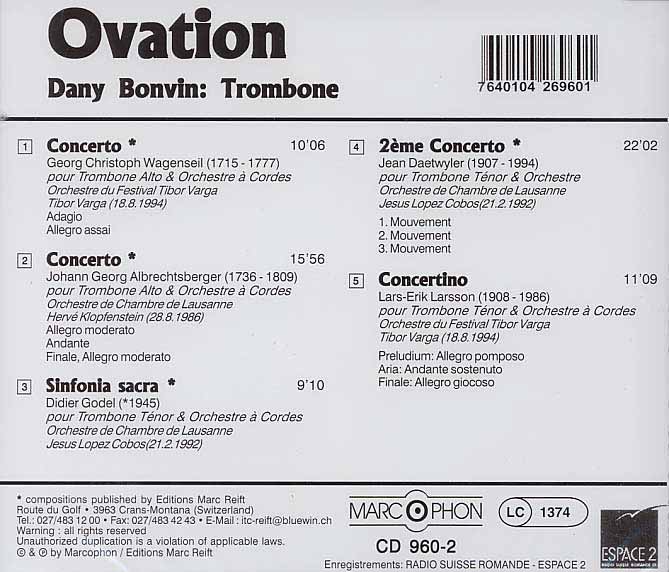 Ovation
Dany Bonvin: Trombone
7640104 269601
1 Concerto * 10'06
Georg Christoph Wagenseil (1715 - 1777)
pour Trombone Alto & Orchestre à Cordes
Orchestre du Festival Tibor Varga
Tibor Varga (18.8.1994)
Adagio
Allegro assai
2 Concerto * 15'56
Johann Georg Albrechtsberger (1736 - 1809)
pour Trombone Alto & Orchestre à Cordes
Orchestre de Chambre de Lausanne
Hervé Klopfenstein (28.8.1986)
Allegro moderato
Andante
Finale, Allegro moderato
3 Sinfonia sacra * 9'10
Didier Godel (*1945)
pour Trombone Ténor & Orchestre à Cordes
Orchestre de Chambre de Lausanne
Jesus Lopez Cobos(21.2.1992)
4 2ème Concerto * 22'02
Jean Daetwyler (1907 - 1994)
pour Trombone Ténor & Orchestre
Orchestre de Chambre de Lausanne
Jesus Lopez Cobos(21.2.1992)
1. Mouvement
2. Mouvement
3. Mouvement
5 Concertino 11'09
Lars-Erik Larsson (1908 - 1986)
pour Trombone Ténor & Orchestre à Cordes
Orchestre du Festival Tibor Varga
Tibor Varga (18.8.1994)
Preludium: Allegro pomposo
Aria: Andante sostenuto
Finale: Allegro giocoso
* compositions published by Editions Marc Reift
Route du Golf • 3963 Crans-Montana (Switzerland)
Tel.: 027/483 12 00 • Fax: 027/483 42 43 • E-Mail : itc-reift@bluewin.ch
Warning : all rights reserved
Unauthorized duplication is a violation of applicable laws.
© & ℗ by Marcophon / Editions Marc Reift
MARCOPHON
CD 960-2
LC 1374
Enregistrements: RADIO SUISSE ROMANDE - ESPACE 2
ESPACE 2
RADIO SUISSE ROMANDE